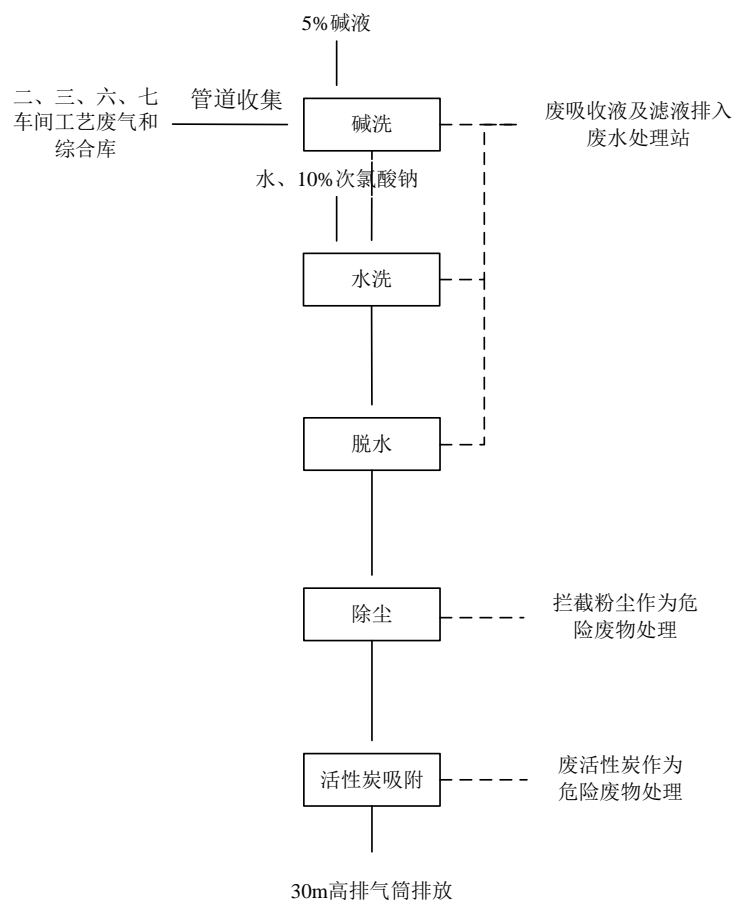 5%碱液
二、三、六、七
车间工艺废气和
综合库
管道收集
碱洗
废吸收液及滤液排入
废水处理站
水、10%次氯酸钠
水洗
脱水
除尘
拦截粉尘作为危
险废物处理
活性炭吸附
废活性炭作为
危险废物处理
30m高排气筒排放